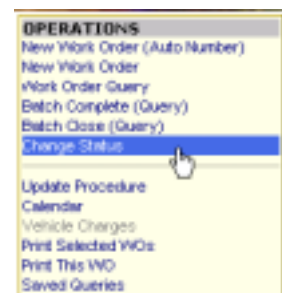 OPERATIONS
New Work Order (Auto Number)
New Work Order
Work Order Query
Batch Complete (Query)
Batch Close (Query)
Change Status
Update Procedure
Calendar
Vehicle Charges
Print Selected WOs
Print This WO
Saved Queries